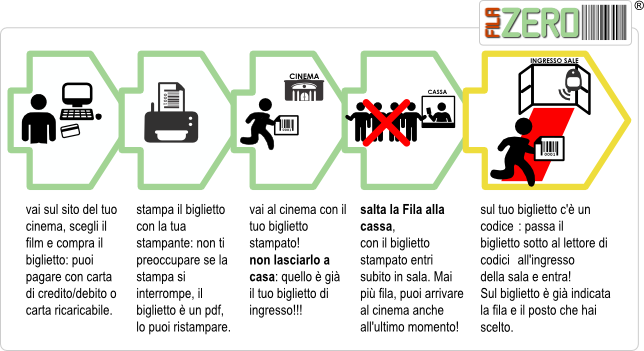 FILA
ZERO
®
CINEMA
CASSA
INGRESSO SALE
0001
0001
vai sul sito del tuo
cinema, scegli il
film e compra il
biglietto: puoi
pagare con carta
di credito/debito o
carta ricaricabile.
stampa il biglietto
con la tua
stampante: non ti
preoccupare se la
stampa si
interrompe, il
biglietto è un pdf,
lo puoi ristampare.
vai al cinema con il
tuo biglietto
stampato!
non lasciarlo a
casa: quello è già
il tuo biglietto di
ingresso!!!
salta la Fila alla
cassa,
con il biglietto
stampato entri
subito in sala. Mai
più fila, puoi arrivare
al cinema anche
all'ultimo momento!
sul tuo biglietto c'è un
codice : passa il
biglietto sotto al lettore di
codici all'ingresso
della sala e entra!
Sul biglietto è già indicata
la fila e il posto che hai
scelto.